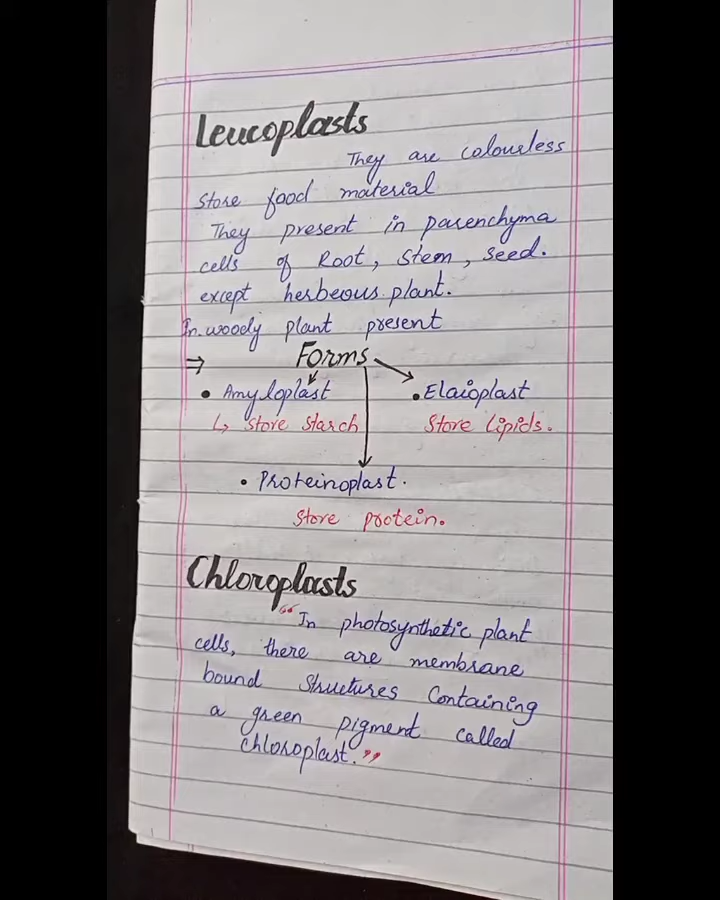 Leucoplasts
They are colourless
store food material
They present in parenchyma
cells of Root, Stem, seed.
except herbeous plant.
In woody plant present
⇒ Forms
• Amyloplast
• Elaioplast
↳ store starch
Store Lipids.
• Proteinoplast.
Store protein.
Chloroplasts
"In photosynthetic plant
cells, there are membrane
bound structures Containing
a green pigment called
chloroplast."